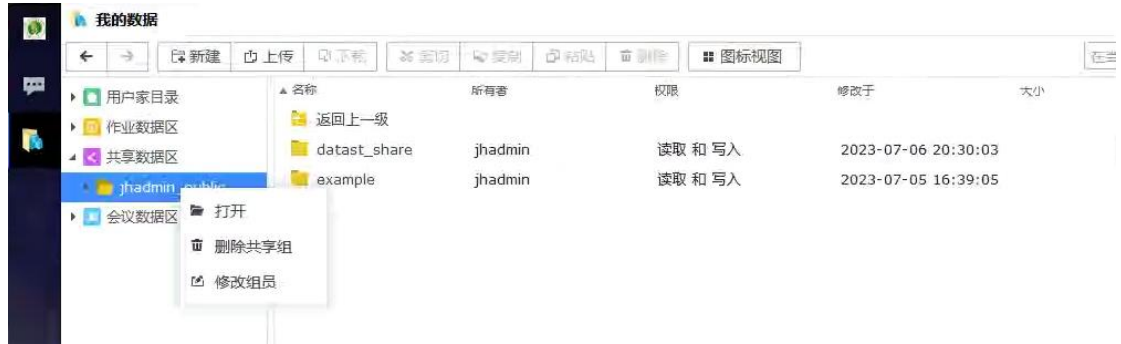 我的数据
新建 上传 下载 剪切 复制 粘贴 删除 图标视图
用户家目录
作业数据区
共享数据区
jhadmin_public
会议数据区
打开
删除共享组
修改组员
名称 所有者 权限 修改于 大小
返回上一级
datast_share jhadmin 读取 和 写入 2023-07-06 20:30:03
example jhadmin 读取 和 写入 2023-07-05 16:39:05